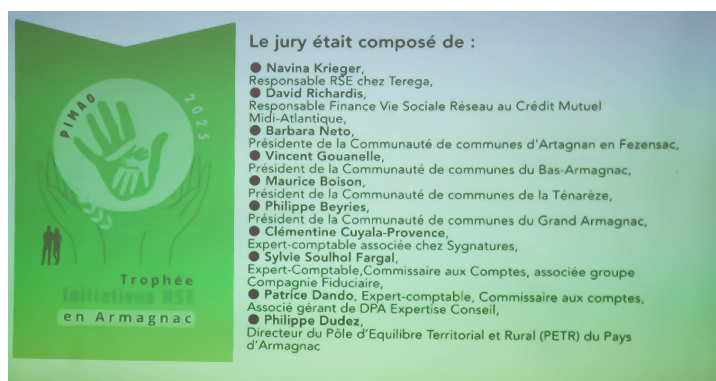 PIMAO 2025
Trophée
Initiatives RSE
en Armagnac
Le jury était composé de :
● Navina Krieger,
Responsable RSE chez Terega,
● David Richardis,
Responsable Finance Vie Sociale Réseau au Crédit Mutuel
Midi-Atlantique,
● Barbara Neto,
Présidente de la Communauté de communes d'Artagnan en Fezensac,
● Vincent Gouanelle,
Président de la Communauté de communes du Bas-Armagnac,
● Maurice Boison,
Président de la Communauté de communes de la Ténarèze,
● Philippe Beyries,
Président de la Communauté de communes du Grand Armagnac,
● Clémentine Cuyala-Provence,
Expert-comptable associée chez Sygnatures,
● Sylvie Soulhol Fargal,
Expert-Comptable,Commissaire aux Comptes, associée groupe
Compagnie Fiduciaire,
● Patrice Dando, Expert-comptable, Commissaire aux comptes,
Associé gérant de DPA Expertise Conseil,
● Philippe Dudez,
Directeur du Pôle d'Equilibre Territorial et Rural (PETR) du Pays
d'Armagnac